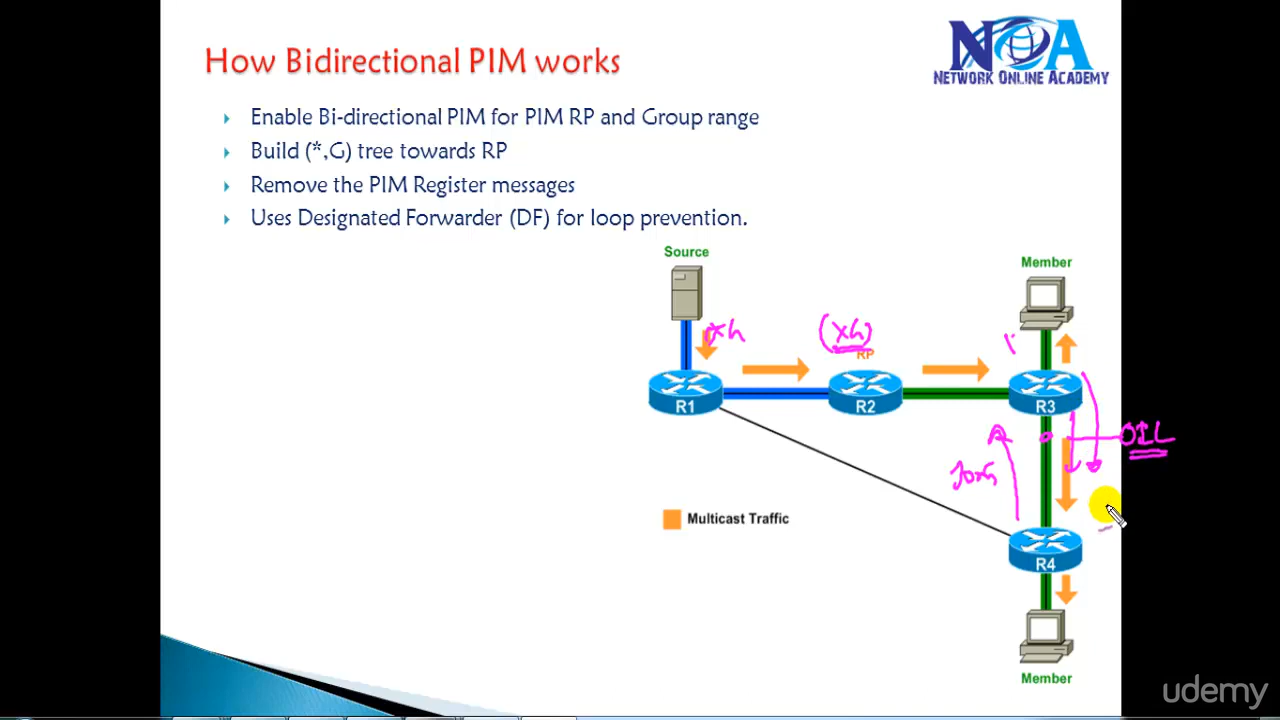 How Bidirectional PIM works
NOA
NETWORK ONLINE ACADEMY
Enable Bi-directional PIM for PIM RP and Group range
Build (*,G) tree towards RP
Remove the PIM Register messages
Uses Designated Forwarder (DF) for loop prevention.
Source
Member
RP
R1
R2
R3
OIL
Multicast Traffic
R4
Member
udemy